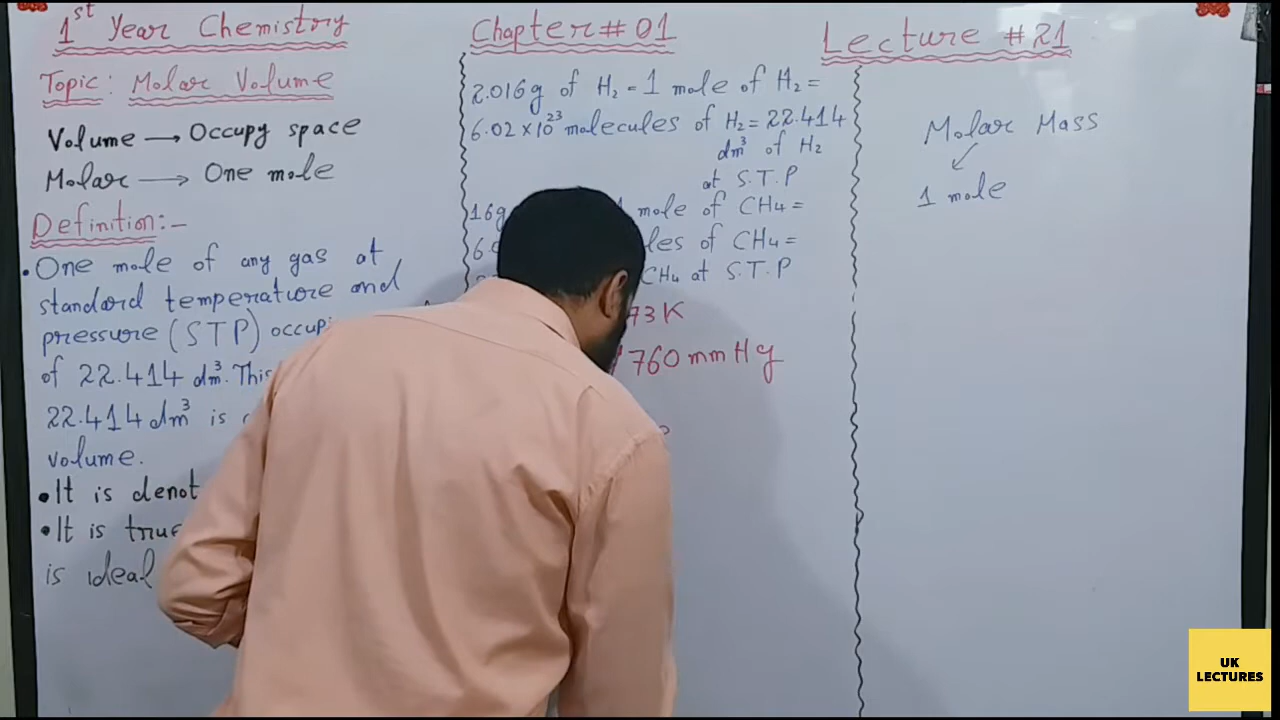 1st Year Chemistry
Chapter # 01
Lecture # 21
Topic: Molar Volume
Volume → Occupy space
Molar → One mole
Definition:-
• One mole of any gas at
standard temperature and
pressure (STP)
of 22.414 dm³. This
22.414 dm³ is
volume.
• It is
• It is true
is ideal
2.016g of H₂ = 1 mole of H₂ =
6.02 × 10²³ molecules of H₂ = 22.414
dm³ of H₂
at S.T.P
16g mole of CH₄ =
of CH₄ =
CH₄ at S.T.P
73 K
760 mmHg
Molar Mass
1 mole
UK
LECTURES